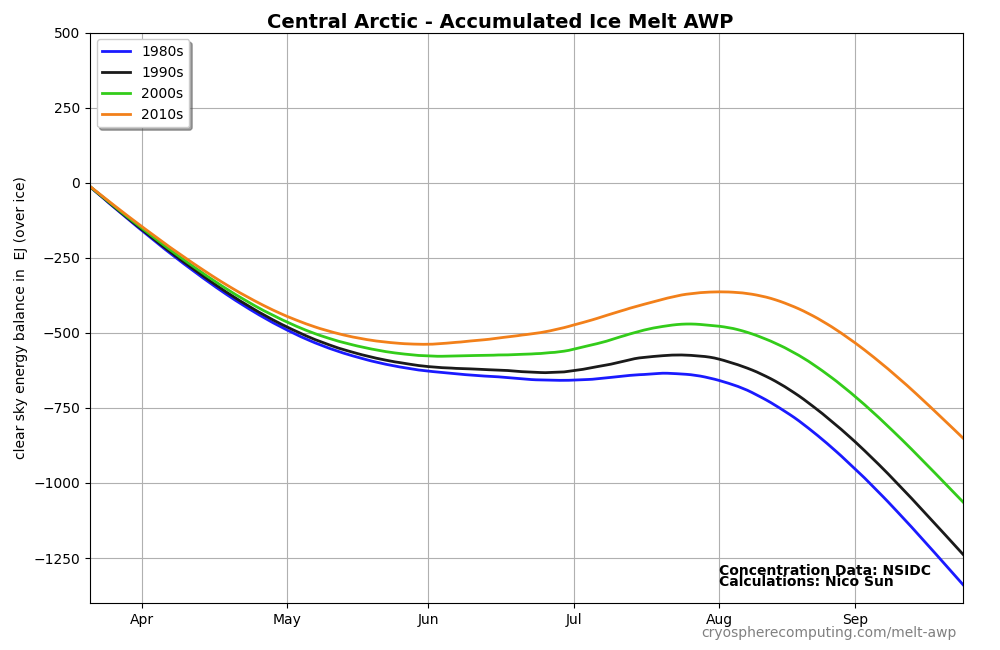 Central Arctic - Accumulated Ice Melt AWP
500
250
0
−250
−500
−750
−1000
−1250
clear sky energy balance in  EJ (over ice)
1980s
1990s
2000s
2010s
Concentration Data: NSIDC
Calculations: Nico Sun
Apr
May
Jun
Jul
Aug
Sep
cryospherecomputing.com/melt-awp